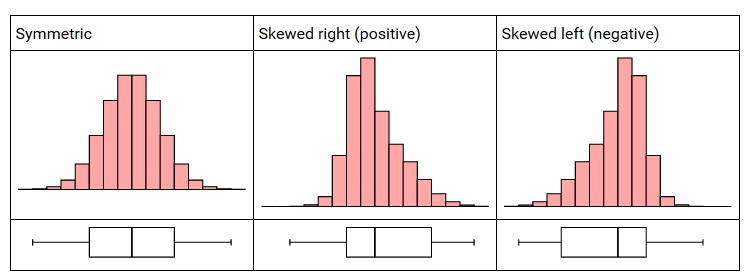 Symmetric
Skewed right (positive)
Skewed left (negative)